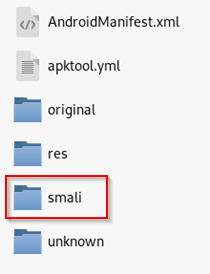 AndroidManifest.xml
apktool.yml
original
res
smali
unknown